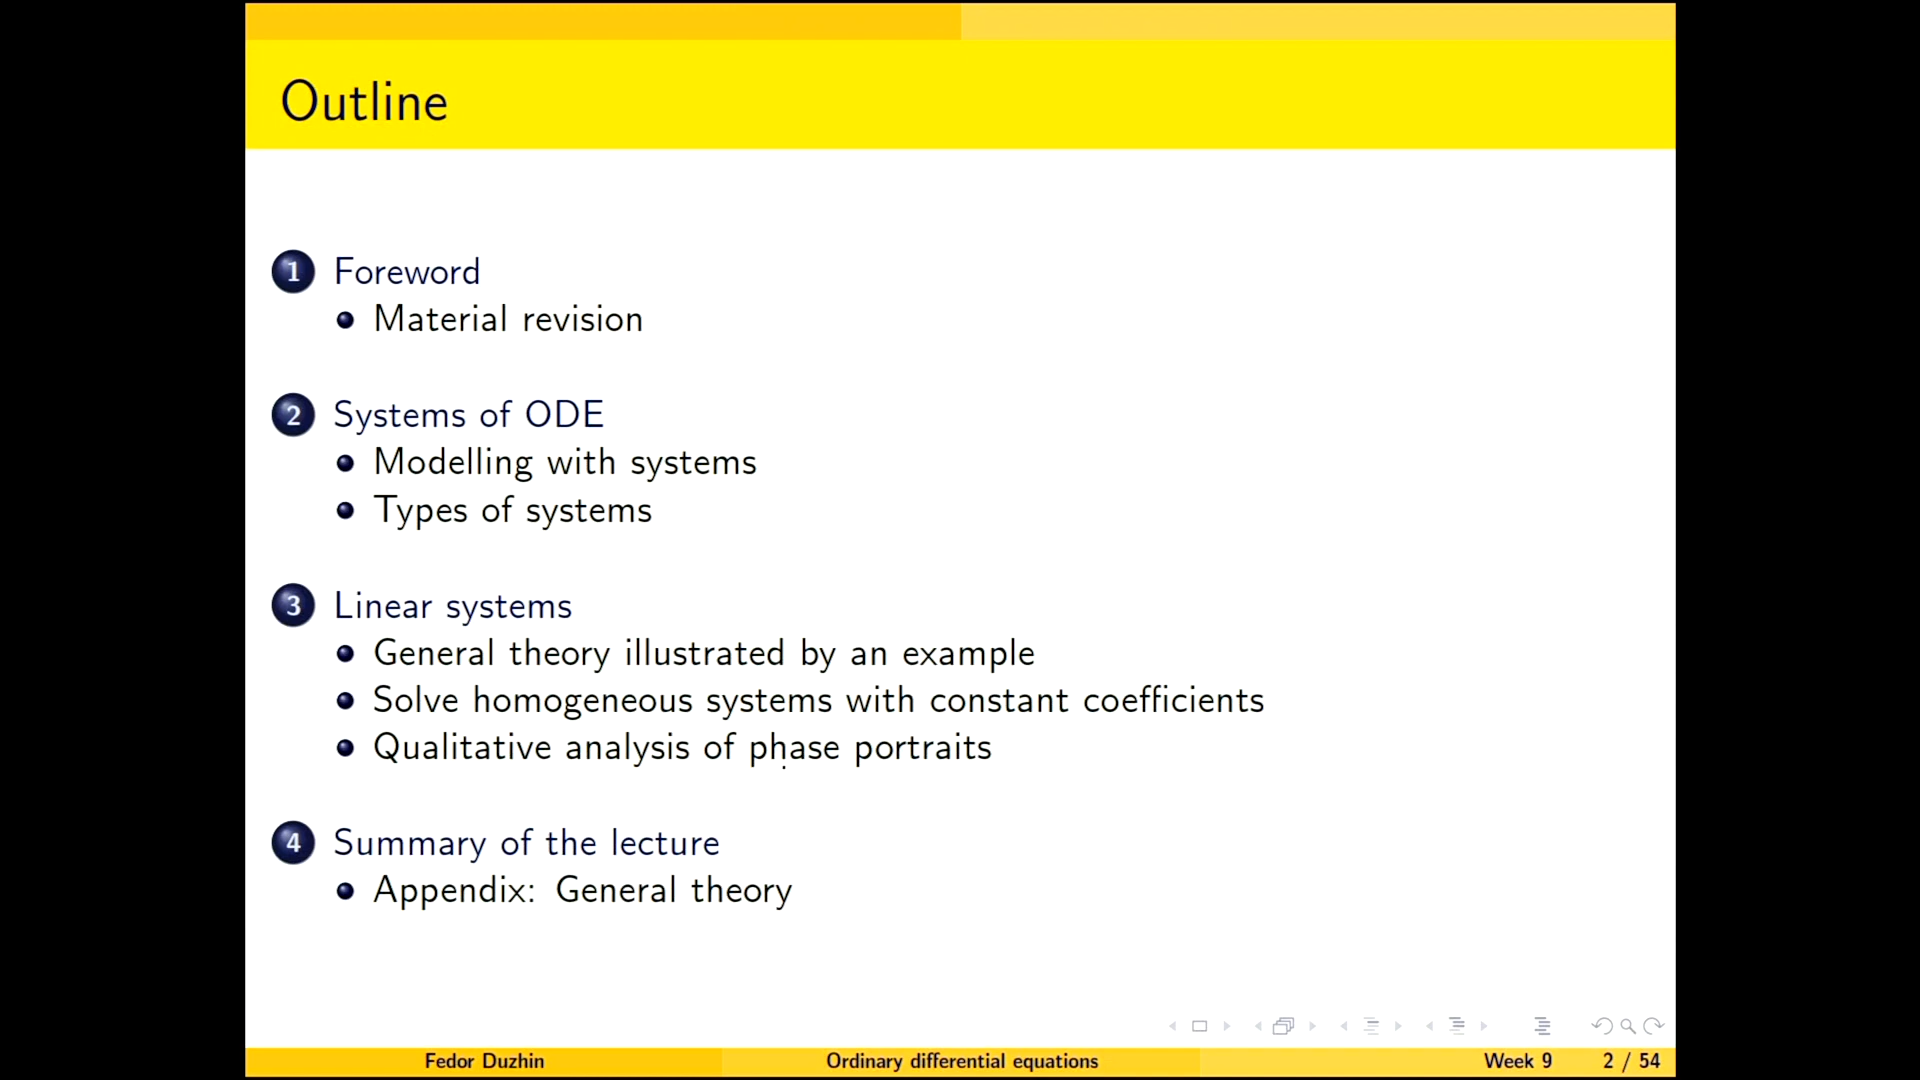 Outline
1 Foreword
• Material revision
2 Systems of ODE
• Modelling with systems
• Types of systems
3 Linear systems
• General theory illustrated by an example
• Solve homogeneous systems with constant coefficients
• Qualitative analysis of phase portraits
4 Summary of the lecture
• Appendix: General theory
Fedor Duzhin Ordinary differential equations Week 9 2 / 54